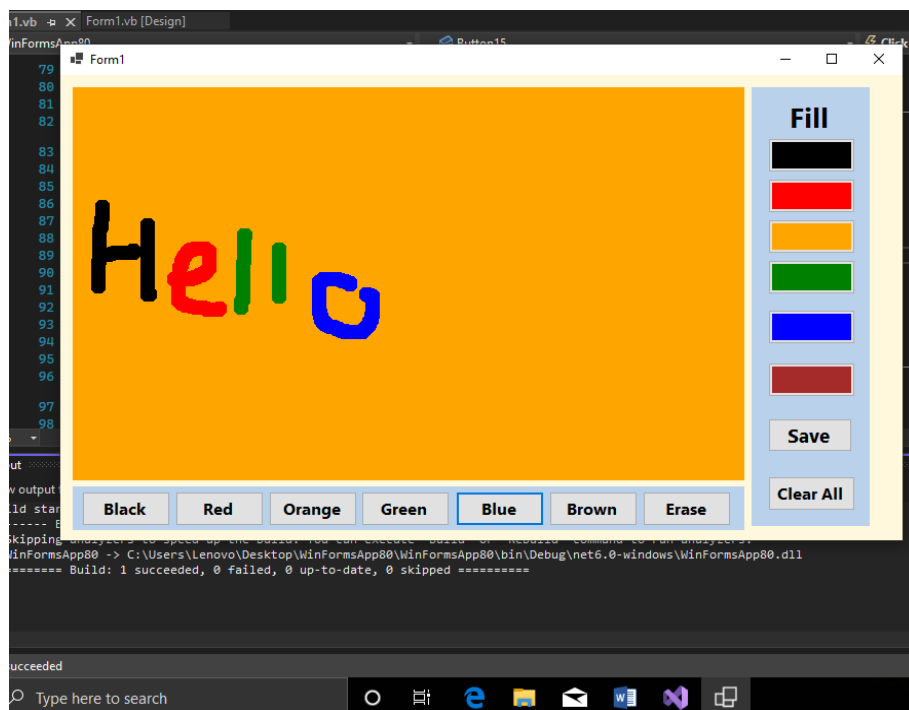 m1.vb Form1.vb [Design]
WinFormsApp80 Button15 Click
Form1
79
80
81
82
83
84
85
86
87
88
89
90
91
92
93
94
95
96
97
98
Hello
Fill
Save
Clear All
Black Red Orange Green Blue Brown Erase
WinFormsApp80 -> C:\Users\Lenovo\Desktop\WinFormsApp80\WinFormsApp80\bin\Debug\net6.0-windows\WinFormsApp80.dll
======== Build: 1 succeeded, 0 failed, 0 up-to-date, 0 skipped ==========
succeeded
Type here to search